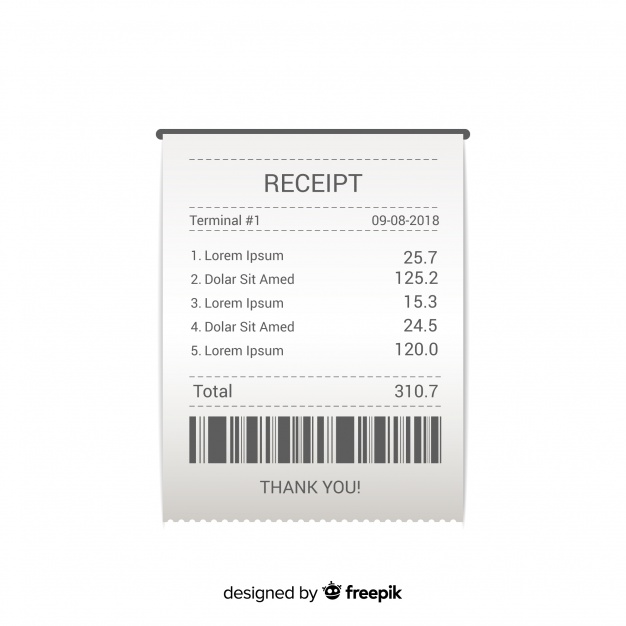 RECEIPT
Terminal #1 09-08-2018
1. Lorem Ipsum 25.7
2. Dolar Sit Amed 125.2
3. Lorem Ipsum 15.3
4. Dolar Sit Amed 24.5
5. Lorem Ipsum 120.0
Total 310.7
THANK YOU!
designed by freepik